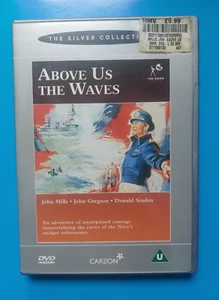 THE SILVER COLLECTION
HMV £9.99
ABOVE US
THE WAVES
THE RANK
John Mills · John Gregson · Donald Sinden
An adventure of unsurpassed courage
immortalising the crews of the Navy's
midget submarines
DVD
CARLTON
U